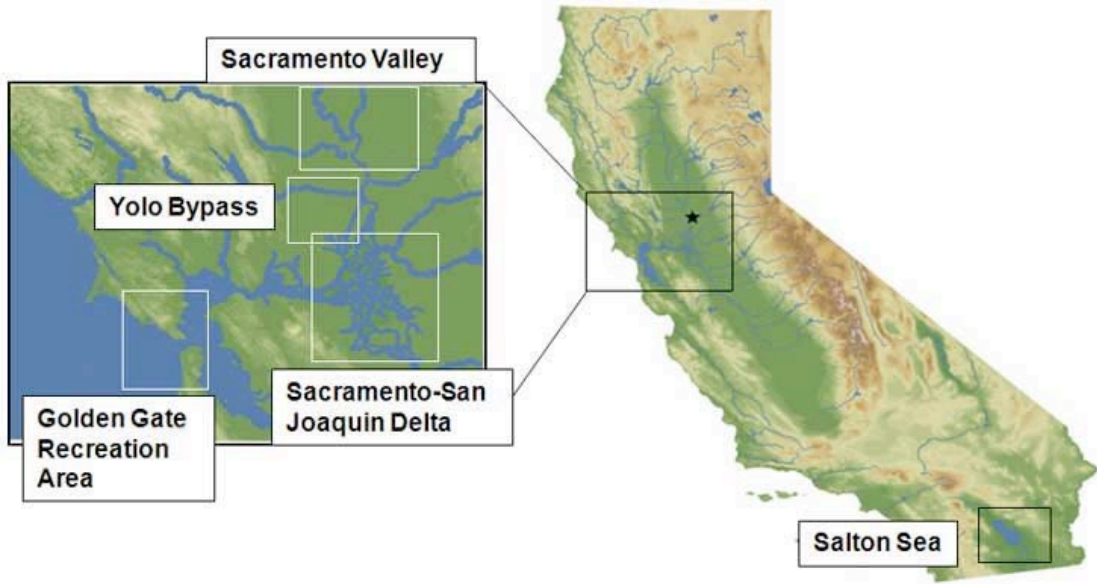 Sacramento Valley
Yolo Bypass
Golden Gate
Recreation
Area
Sacramento-San
Joaquin Delta
Salton Sea